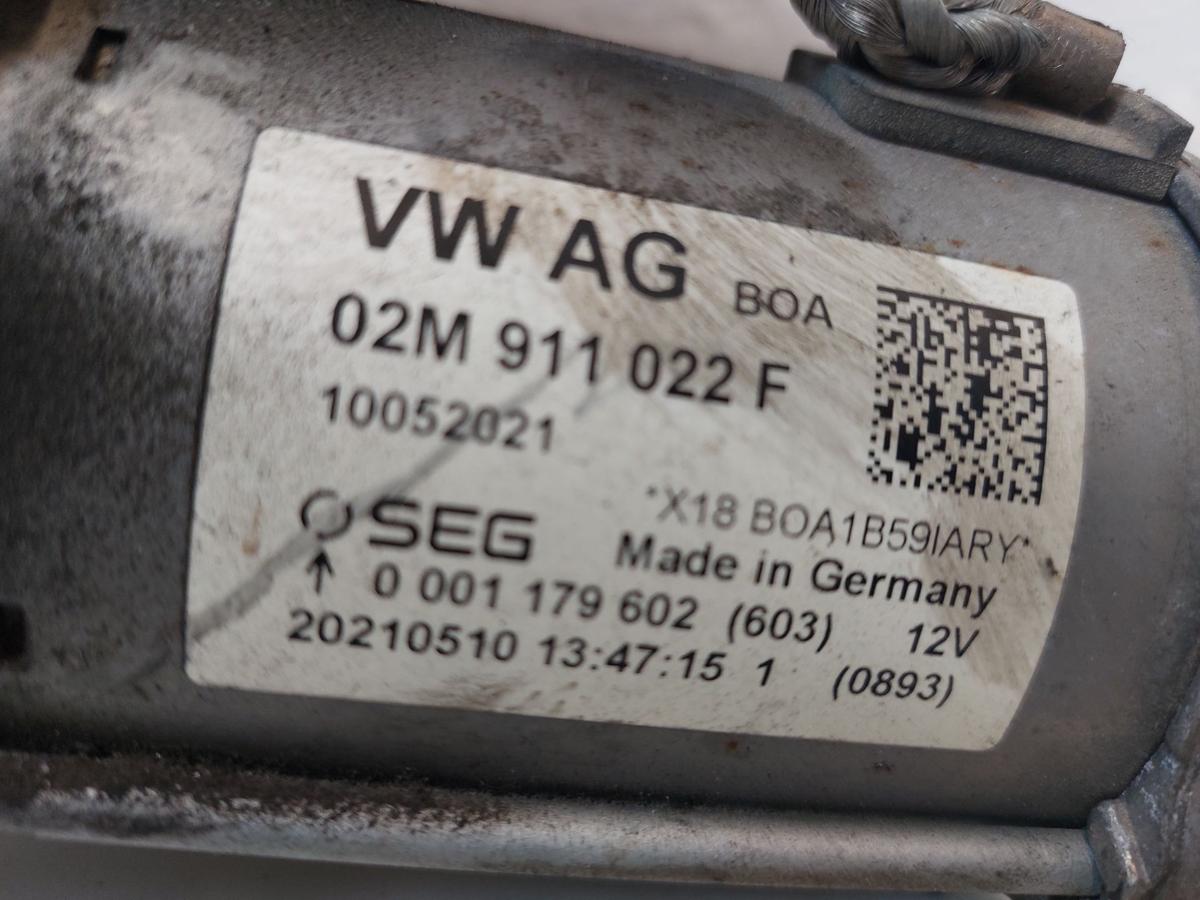 VW AG BOA
02M 911 022 F
10052021
*X18 BOA1B59IARY*
SEG Made in Germany
0 001 179 602 (603) 12V
20210510 13:47:15 1 (0893)